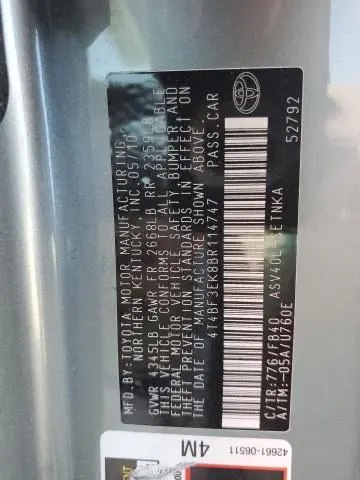 MFD.BY:TOYOTA MOTOR MANUFACTURING
NORTHERN KENTUCKY,INC.05/10
GVWR 4345LB GAWR FR 2668LB RR 2359LB
THIS VEHICLE CONFORMS TO ALL APPLICABLE
FEDERAL MOTOR VEHICLE SAFETY, BUMPER AND
THEFT PREVENTION STANDARDS IN EFFECT ON
DATE OF MANUFACTURE SHOWN ABOVE.
4T4BF3EK8BR114747 PASS.CAR
C/TR:776/FB40
ASV40L-
A/TM:-05A/U760E
52792
42661-06511
4M